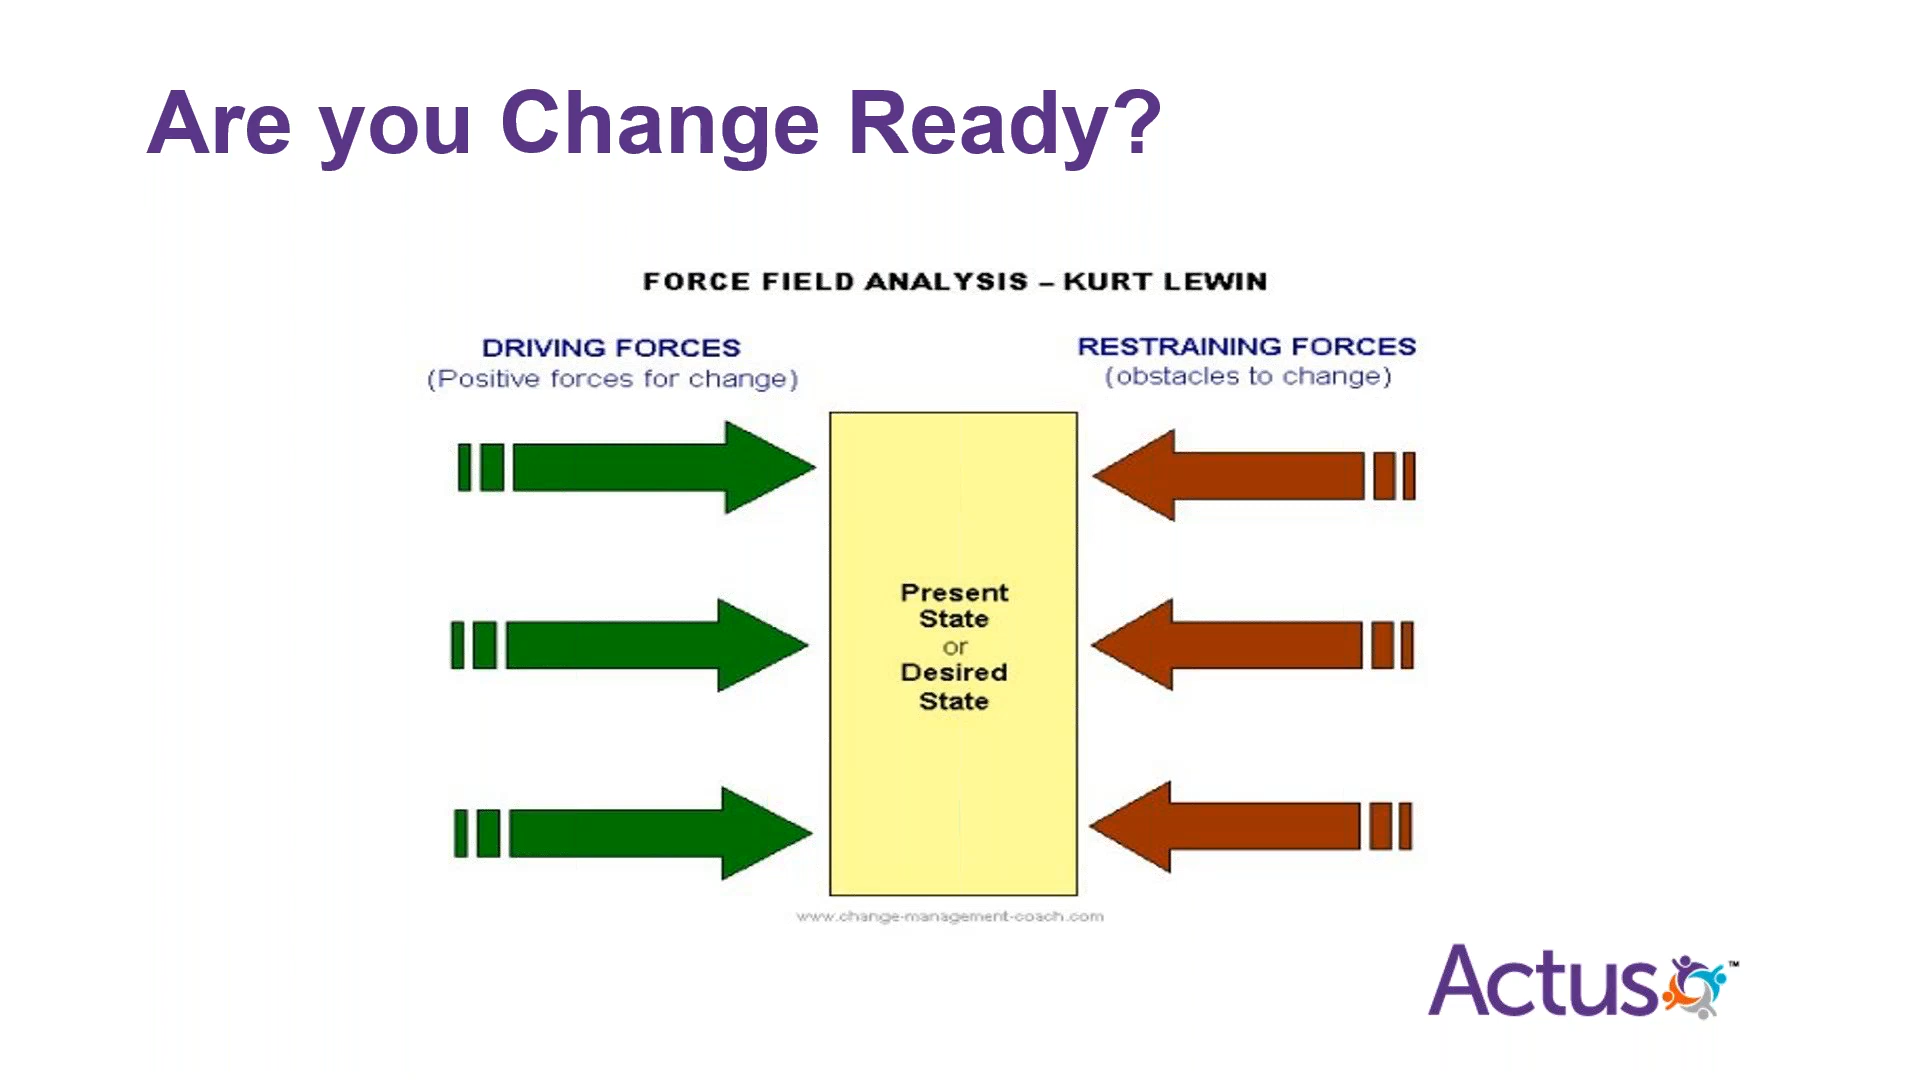 Are you Change Ready?
FORCE FIELD ANALYSIS – KURT LEWIN
DRIVING FORCES
(Positive forces for change)
RESTRAINING FORCES
(obstacles to change)
Present
State
or
Desired
State
www.change-management-coach.com
Actus™